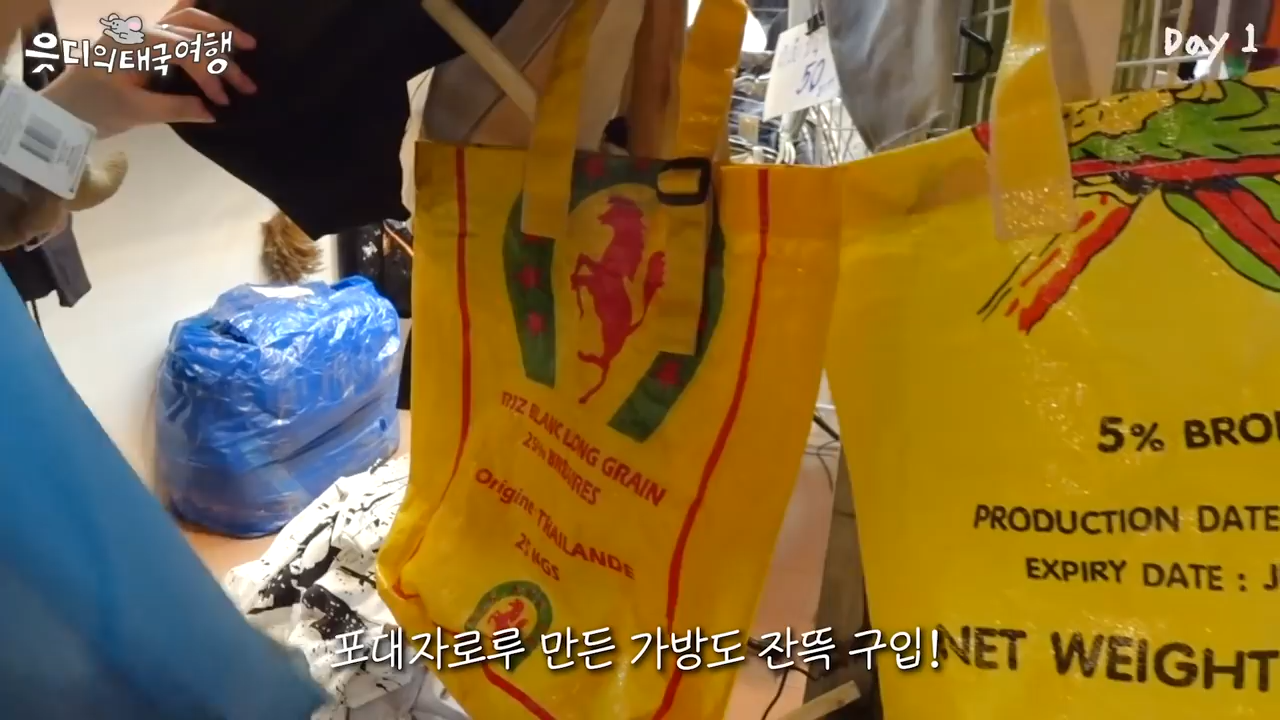 읏디의태국여행
Day 1
50
RIZ BLANC LONG GRAIN
25% BRISURES
Origine THAILANDE
25 KGS
5% BRO
PRODUCTION DATE
EXPIRY DATE : J
NET WEIGHT
포대자로루 만든 가방도 잔뜩 구입!